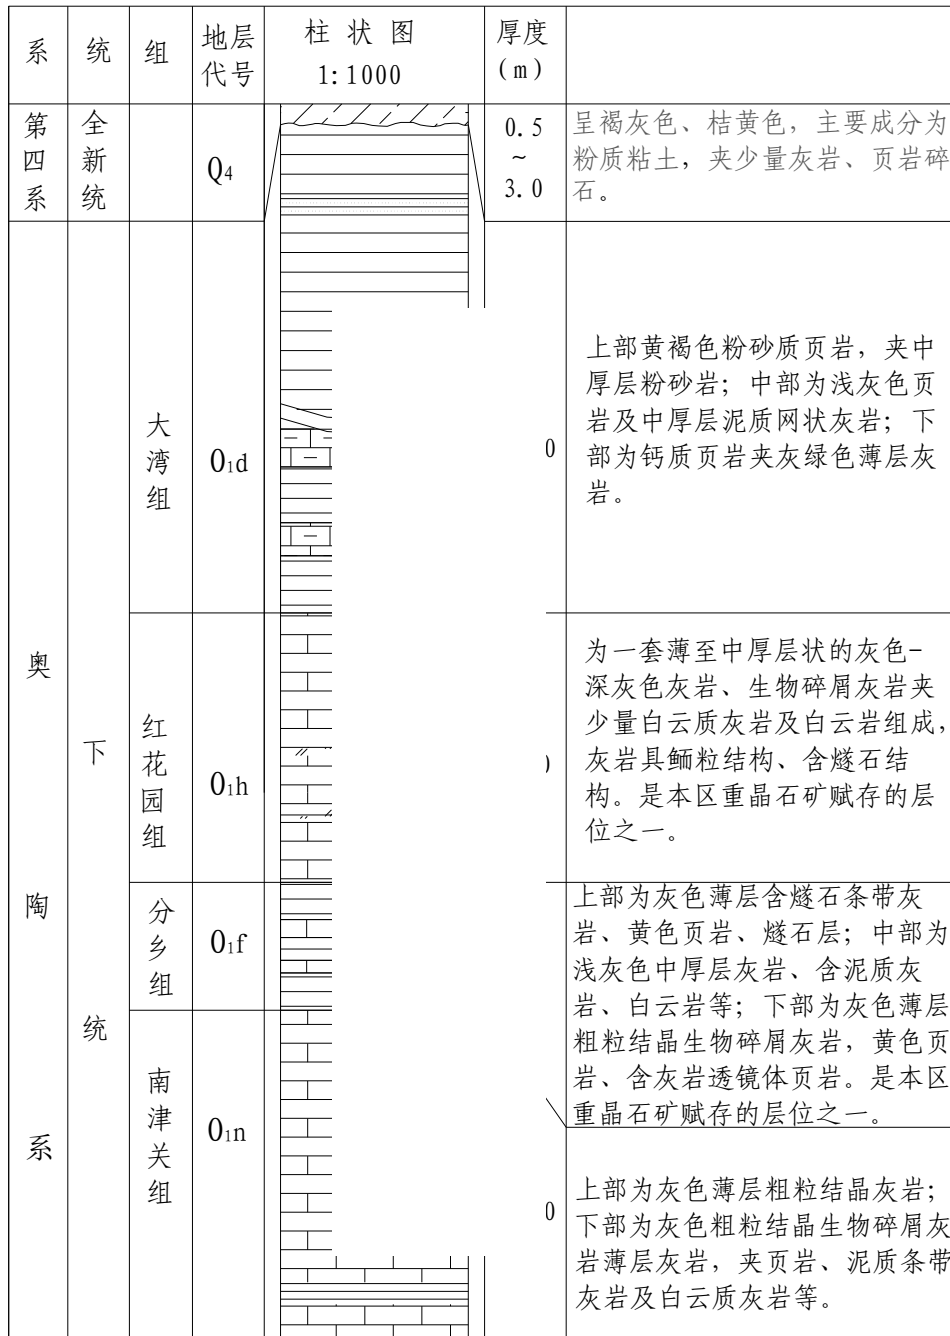 系 统 组 地层代号 柱状图 1:1000 厚度(m)
第四系 全新统 Q4 0.5~3.0
呈褐灰色、桔黄色，主要成分为
粉质粘土，夹少量灰岩、页岩碎
石。
奥陶系 下统
大湾组 O1d 0
上部黄褐色粉砂质页岩，夹中
厚层粉砂岩；中部为浅灰色页
岩及中厚层泥质网状灰岩；下
部为钙质页岩夹灰绿色薄层灰
岩。
红花园组 O1h
为一套薄至中厚层状的灰色-
深灰色灰岩、生物碎屑灰岩夹
少量白云质灰岩及白云岩组成，
灰岩具鲕粒结构、含燧石结
构。是本区重晶石矿赋存的层
位之一。
分乡组 O1f
上部为灰色薄层含燧石条带灰
岩、黄色页岩、燧石层；中部为
浅灰色中厚层灰岩、含泥质灰
岩、白云岩等；下部为灰色薄层
粗粒结晶生物碎屑灰岩，黄色页
岩、含灰岩透镜体页岩。是本区
重晶石矿赋存的层位之一。
南津关组 O1n 0
上部为灰色薄层粗粒结晶灰岩；
下部为灰色粗粒结晶生物碎屑灰
岩薄层灰岩，夹页岩、泥质条带
灰岩及白云质灰岩等。